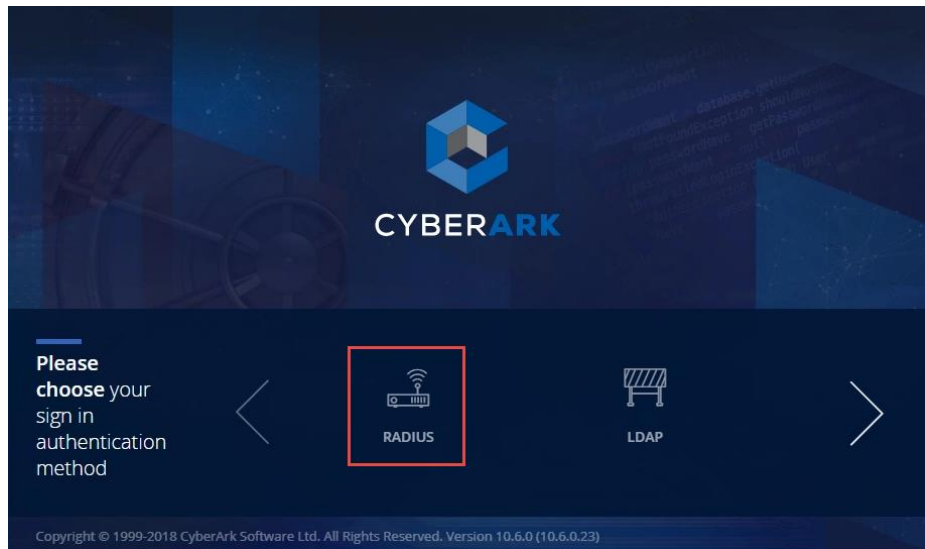 CYBERARK
Please
choose your
sign in
authentication
method
RADIUS
LDAP
Copyright © 1999-2018 CyberArk Software Ltd. All Rights Reserved. Version 10.6.0 (10.6.0.23)